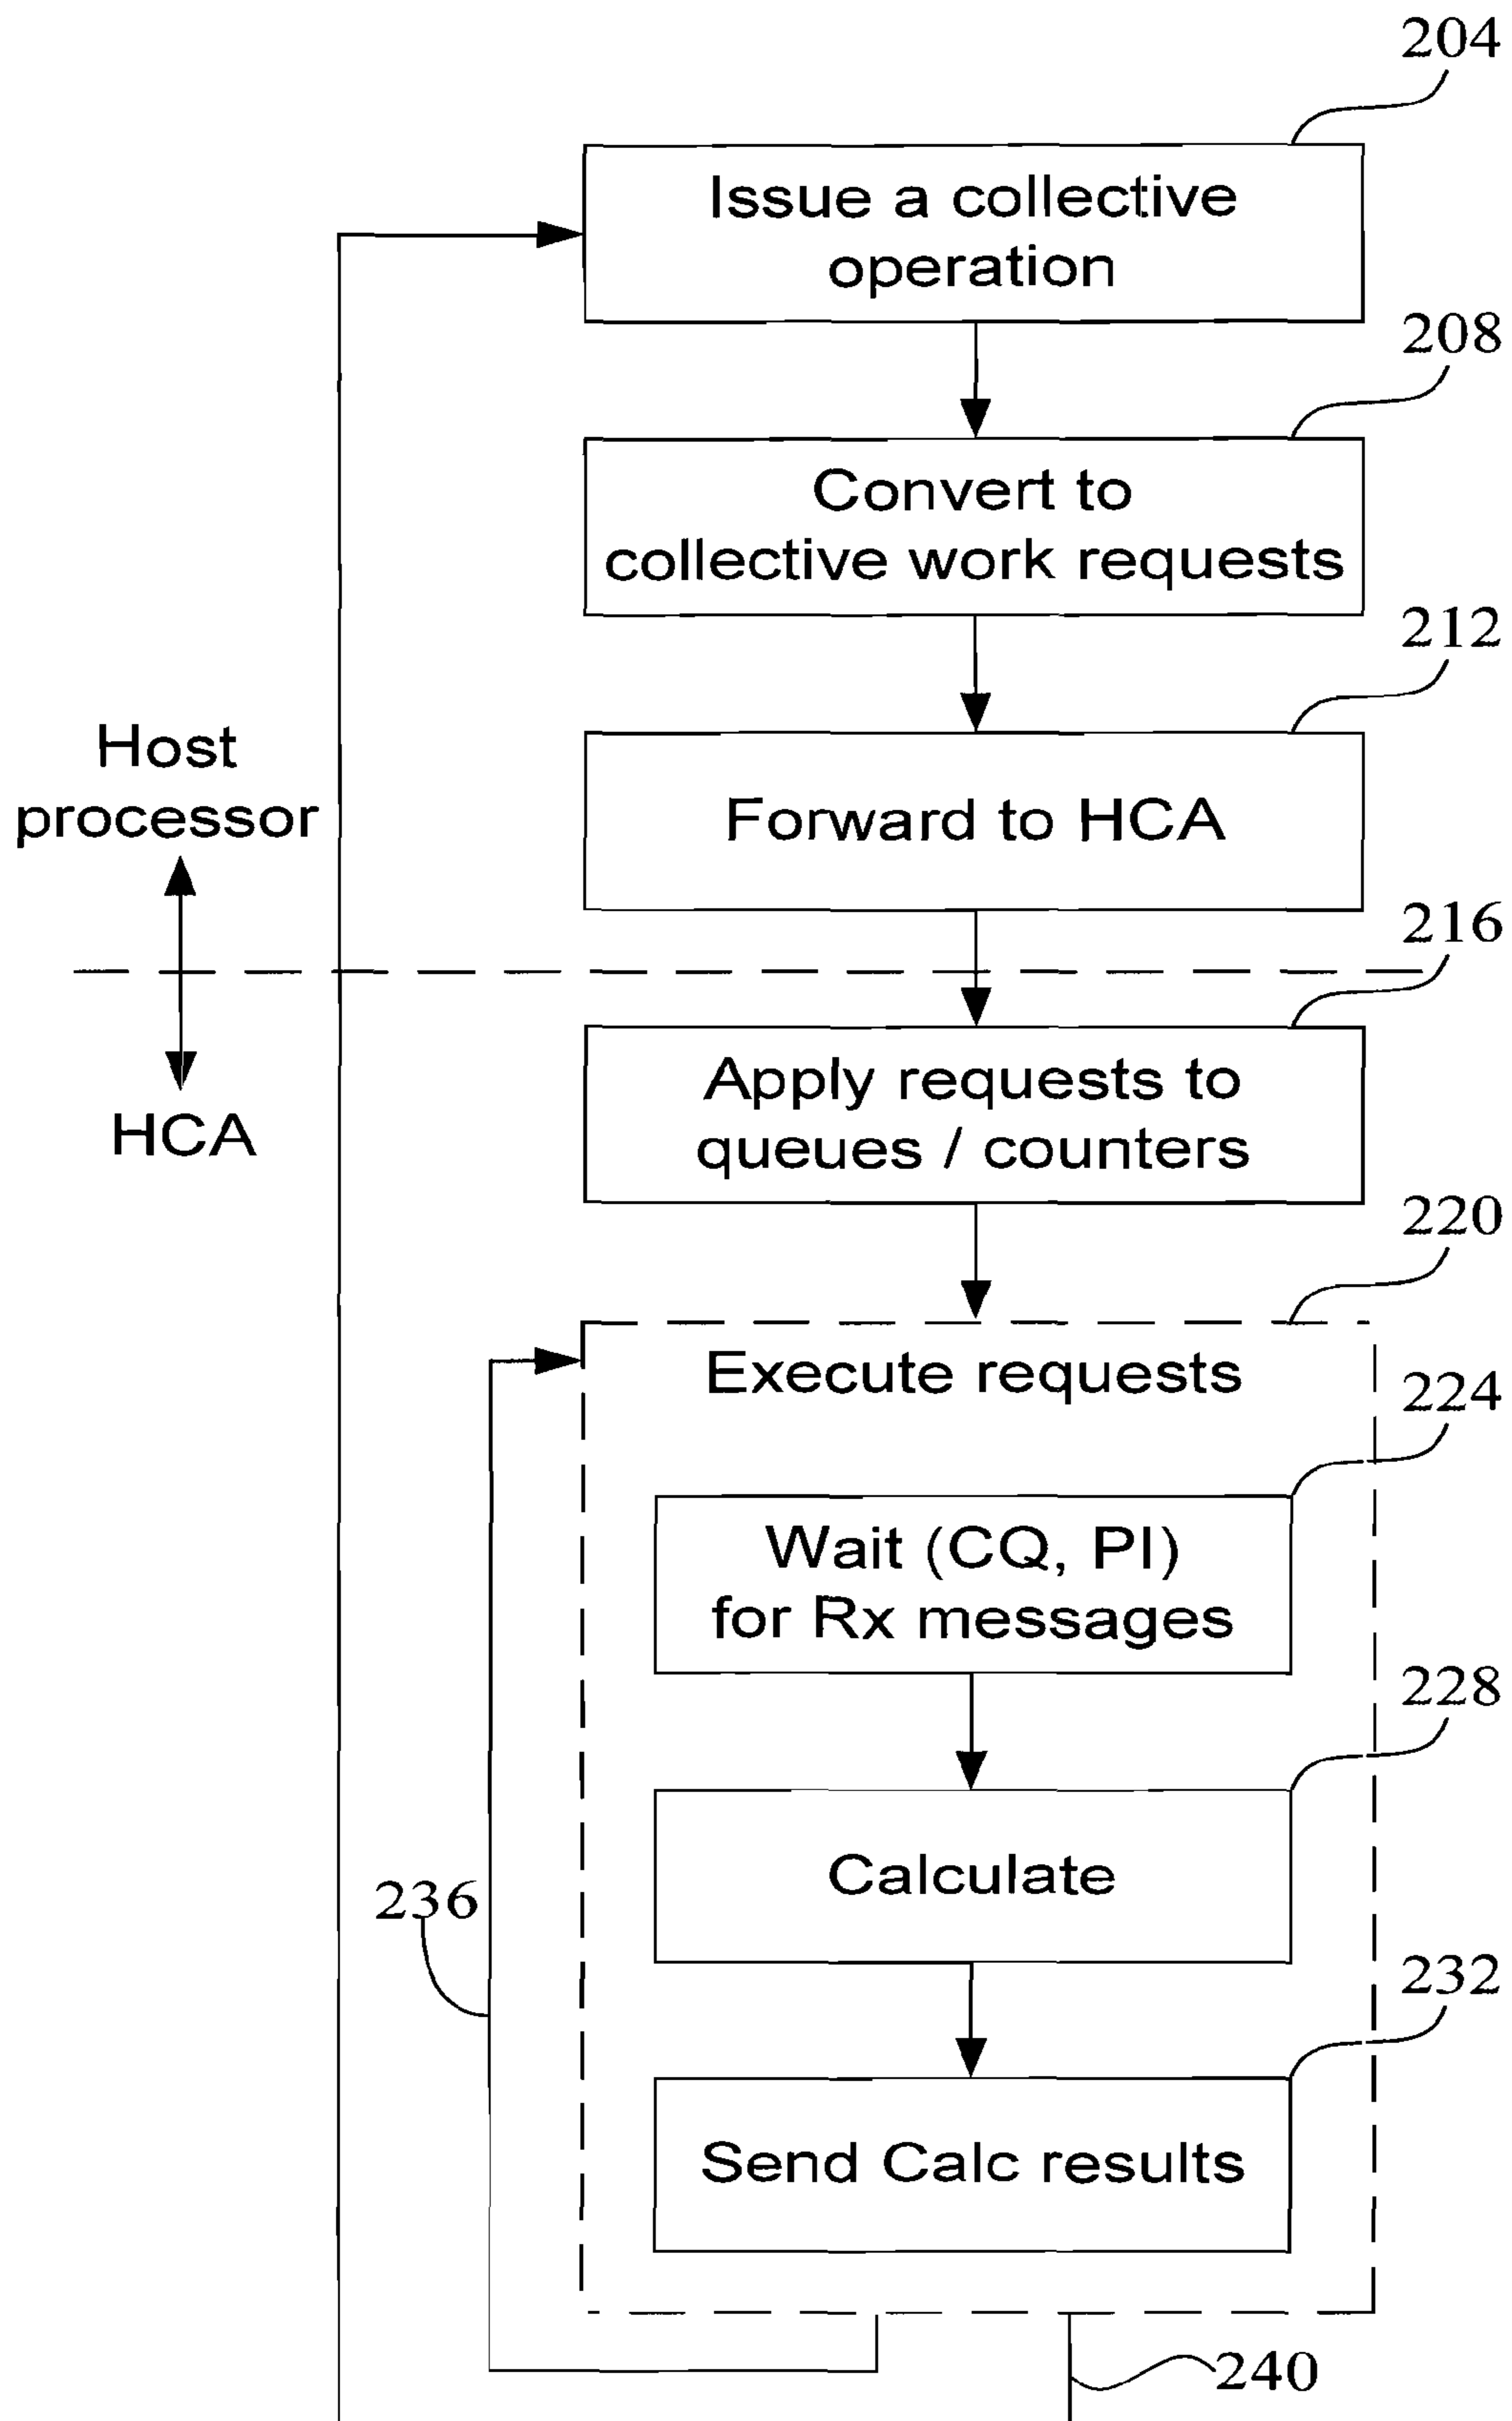 204
Issue a collective
operation
208
Convert to
collective work requests
212
Host
processor
Forward to HCA
216
HCA
Apply requests to
queues / counters
220
Execute requests
224
Wait (CQ, PI)
for Rx messages
228
Calculate
236
232
Send Calc results
240